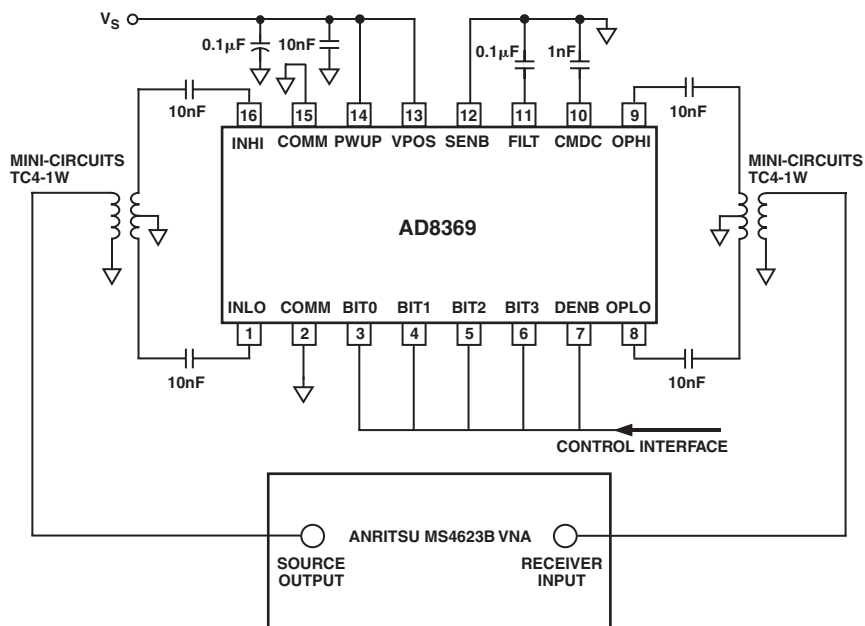 VS
0.1µF
10nF
0.1µF
1nF
10nF
10nF
16
15
14
13
12
11
10
9
INHI
COMM
PWUP
VPOS
SENB
FILT
CMDC
OPHI
MINI-CIRCUITS
TC4-1W
MINI-CIRCUITS
TC4-1W
AD8369
INLO
COMM
BIT0
BIT1
BIT2
BIT3
DENB
OPLO
1
2
3
4
5
6
7
8
10nF
10nF
CONTROL INTERFACE
ANRITSU MS4623B VNA
SOURCE
OUTPUT
RECEIVER
INPUT